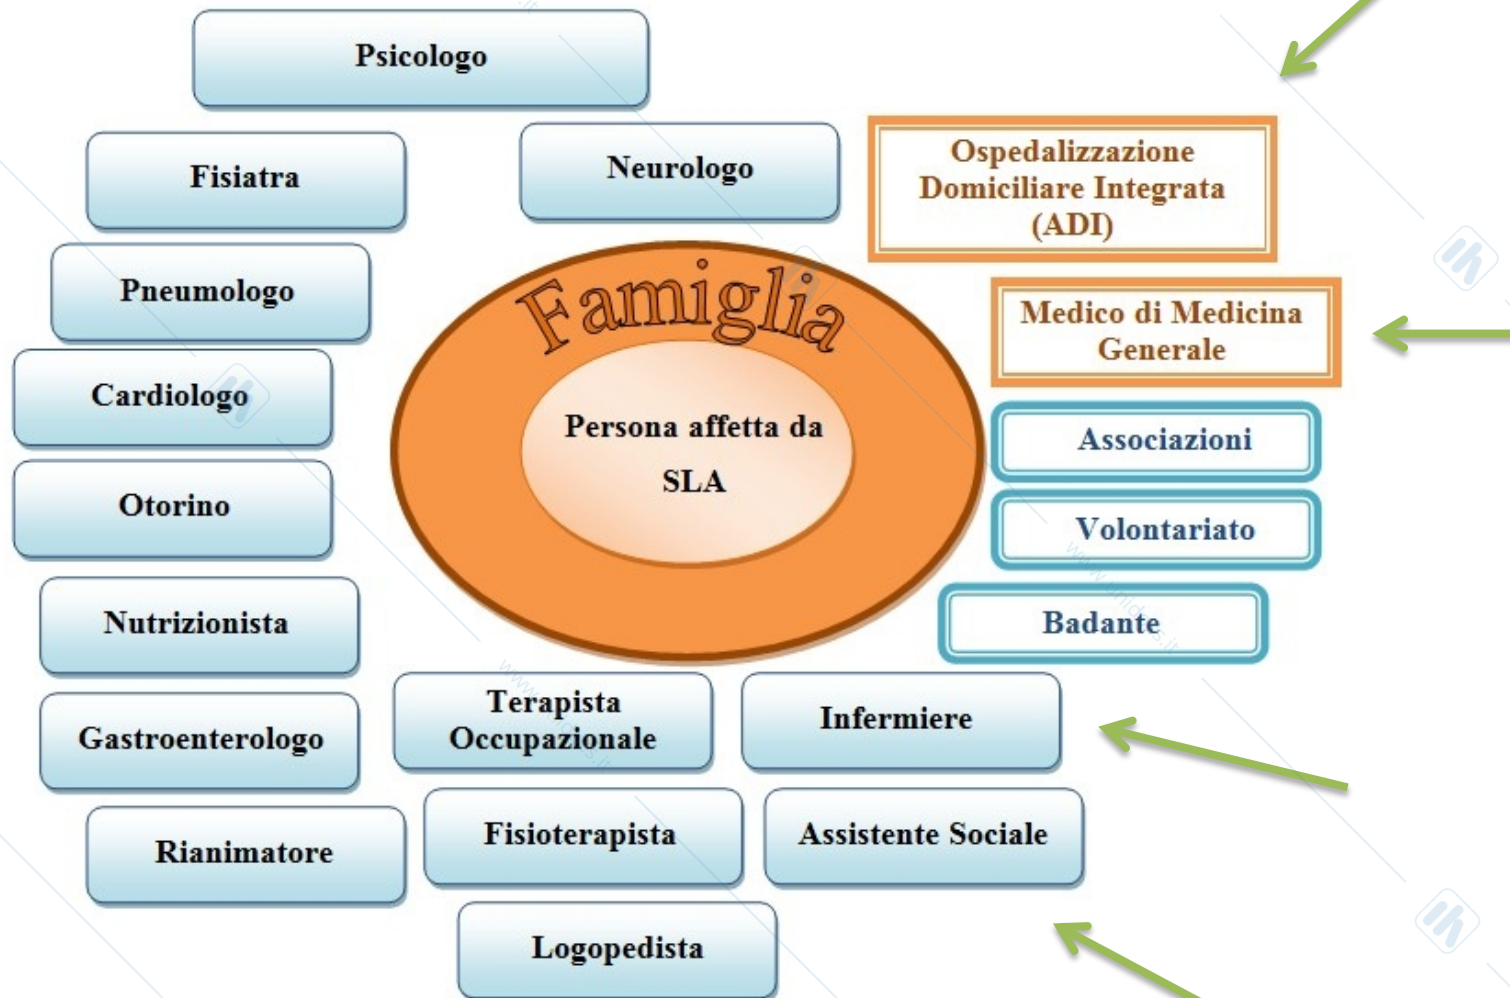 Psicologo
Fisiatra
Neurologo
Ospedalizzazione
Domiciliare Integrata
(ADI)
Pneumologo
Famiglia
Medico di Medicina
Generale
Cardiologo
Persona affetta da
SLA
Associazioni
Otorino
Volontariato
Nutrizionista
Badante
Terapista
Occupazionale
Infermiere
Gastroenterologo
Fisioterapista
Assistente Sociale
Rianimatore
Logopedista